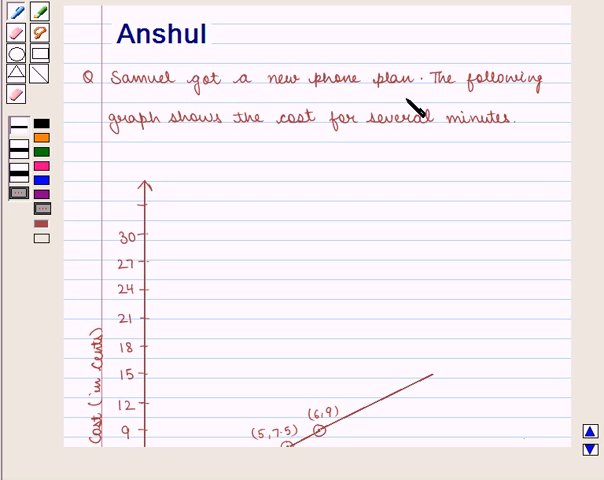 Anshul
Q Samuel got a new phone plan. The following
graph shows the cost for several minutes.
30
27
24
21
18
15
12
9
Cost (in cents)
(6,9)
(5,7.5)